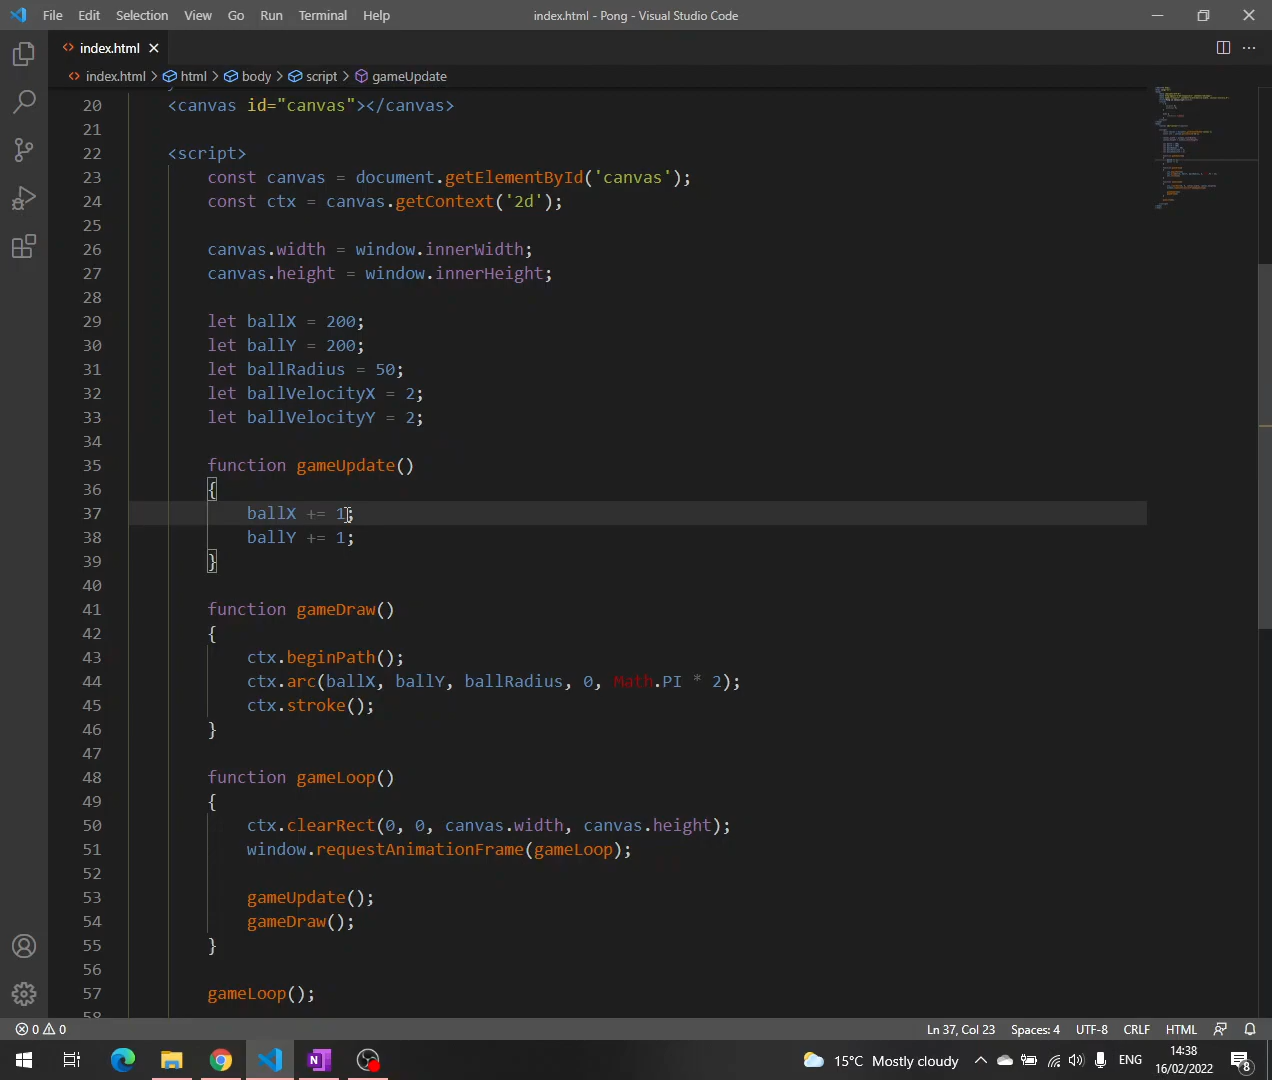 File Edit Selection View Go Run Terminal Help index.html - Pong - Visual Studio Code
index.html
index.html > html > body > script > gameUpdate
20 <canvas id="canvas"></canvas>
21
22 <script>
23 const canvas = document.getElementById('canvas');
24 const ctx = canvas.getContext('2d');
25
26 canvas.width = window.innerWidth;
27 canvas.height = window.innerHeight;
28
29 let ballX = 200;
30 let ballY = 200;
31 let ballRadius = 50;
32 let ballVelocityX = 2;
33 let ballVelocityY = 2;
34
35 function gameUpdate()
36 {
37 ballX += 1;
38 ballY += 1;
39 }
40
41 function gameDraw()
42 {
43 ctx.beginPath();
44 ctx.arc(ballX, ballY, ballRadius, 0, Math.PI * 2);
45 ctx.stroke();
46 }
47
48 function gameLoop()
49 {
50 ctx.clearRect(0, 0, canvas.width, canvas.height);
51 window.requestAnimationFrame(gameLoop);
52
53 gameUpdate();
54 gameDraw();
55 }
56
57 gameLoop();
58
0 0 Ln 37, Col 23 Spaces: 4 UTF-8 CRLF HTML
15°C Mostly cloudy ENG 14:38
16/02/2022 8